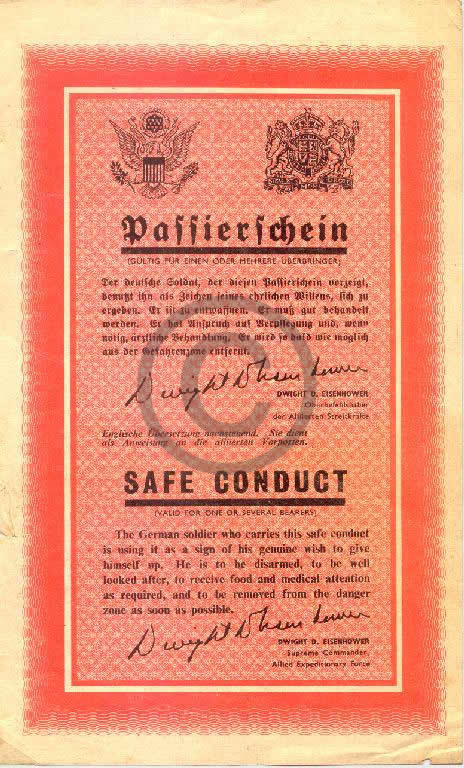 Passierschein
(GÜLTIG FÜR EINEN ODER MEHRERE ÜBERBRINGER)
Der deutsche Soldat, der diesen Passierschein vorzeigt,
benutzt ihn als Zeichen seines ehrlichen Willens, sich zu
ergeben. Er ist zu entwaffnen. Er muß gut behandelt
werden. Er hat Anspruch auf Verpflegung und, wenn
nötig, ärztliche Behandlung. Er wird so bald wie möglich
aus der Gefahrenzone entfernt.
Dwight D Eisenhower
DWIGHT D. EISENHOWER
Oberbefehlshaber
der Alliierten Streitkräfte
Englische Übersetzung nachstehend. Sie dient
als Anweisung an die alliierten Vorposten.
©
SAFE CONDUCT
(VALID FOR ONE OR SEVERAL BEARERS)
The German soldier who carries this safe conduct
is using it as a sign of his genuine wish to give
himself up. He is to be disarmed, to be well
looked after, to receive food and medical attention
as required, and to be removed from the danger
zone as soon as possible.
Dwight D Eisenhower
DWIGHT D. EISENHOWER
Supreme Commander,
Allied Expeditionary Force